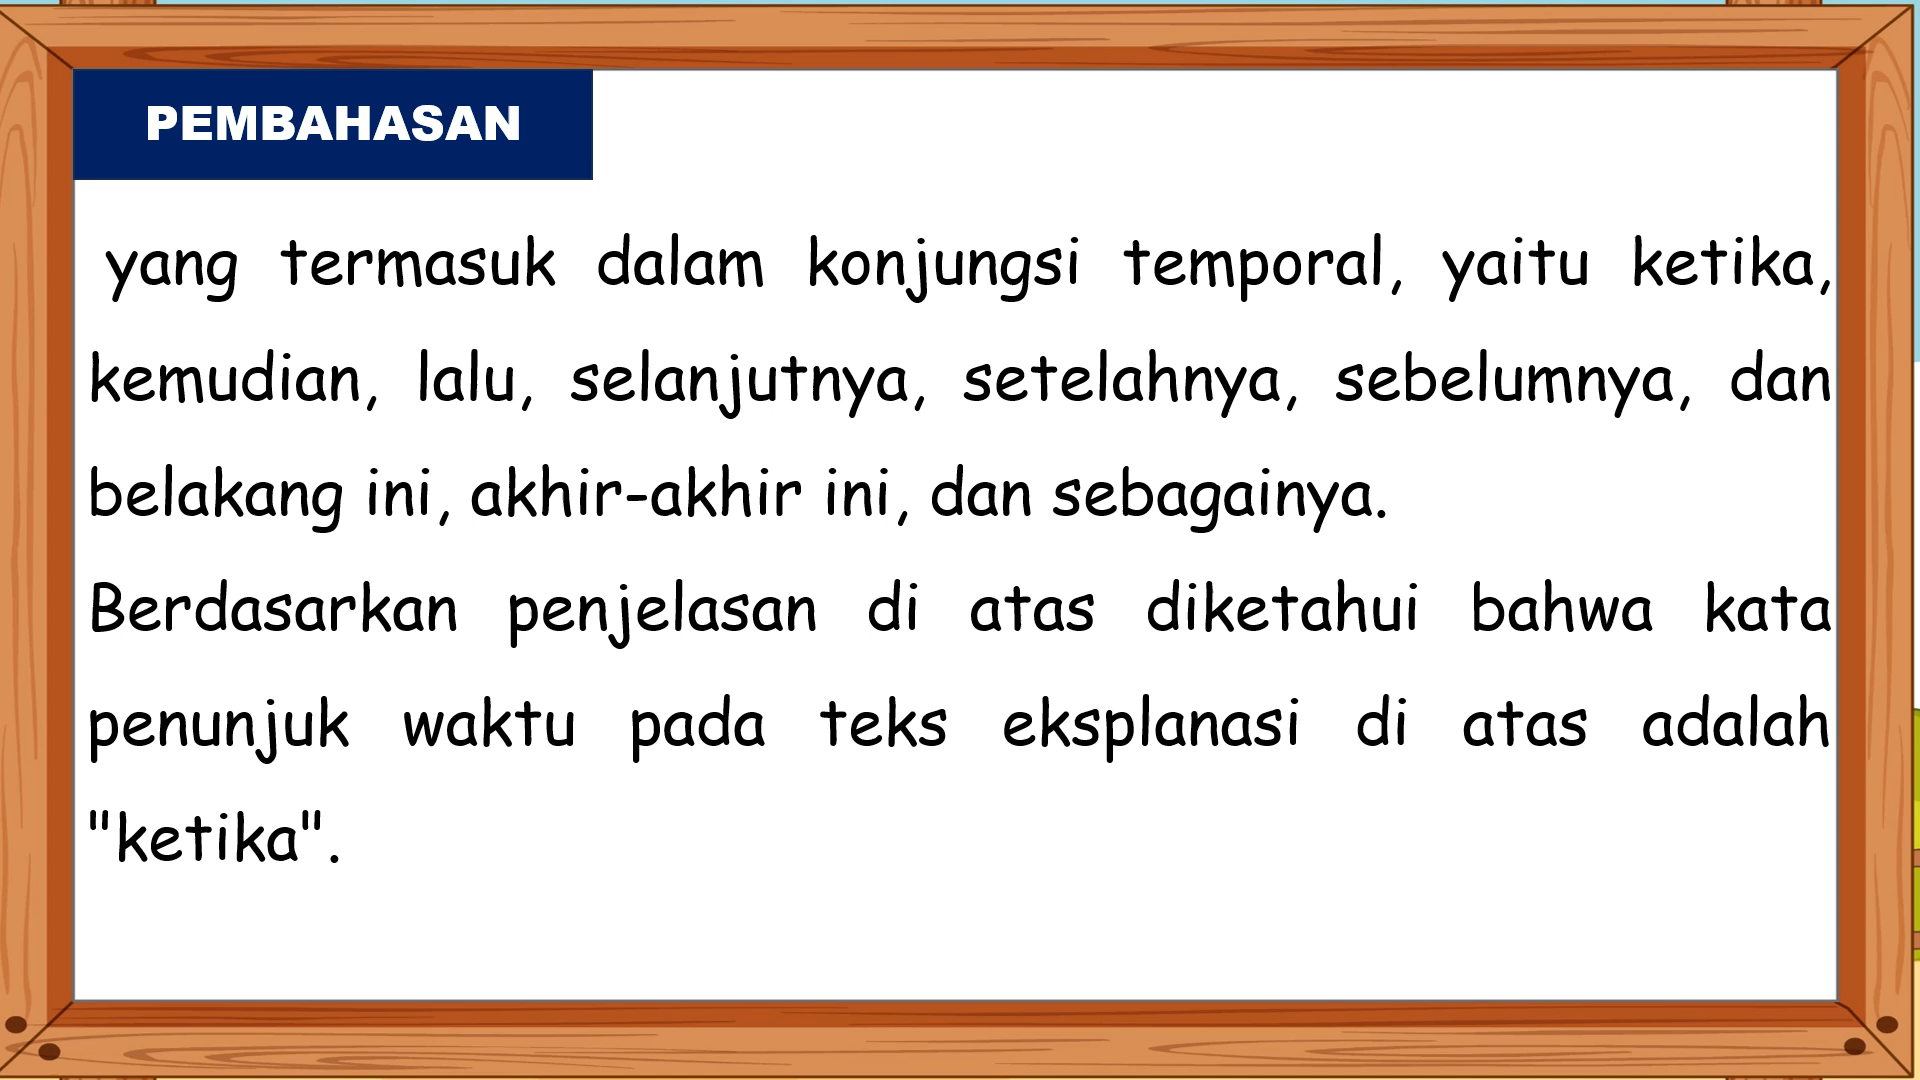 PEMBAHASAN
yang termasuk dalam konjungsi temporal, yaitu ketika,
kemudian, lalu, selanjutnya, setelahnya, sebelumnya, dan
belakang ini, akhir-akhir ini, dan sebagainya.
Berdasarkan penjelasan di atas diketahui bahwa kata
penunjuk waktu pada teks eksplanasi di atas adalah
"ketika".